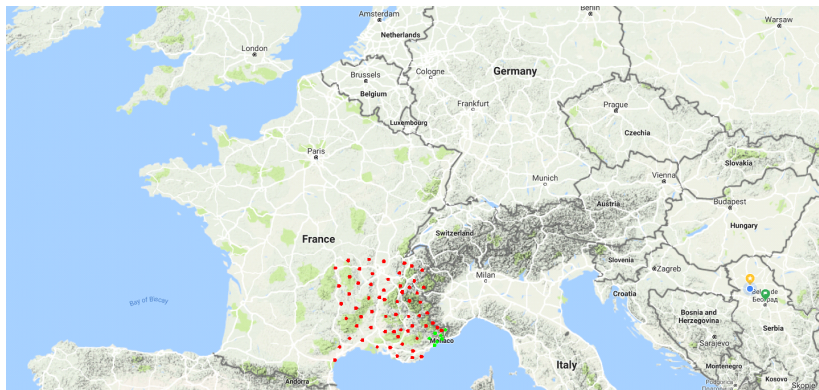 Amsterdam
Berlin
Warsaw
Netherlands
London
Brussels
Cologne
Germany
Belgium
Frankfurt
Luxembourg
Prague
Czechia
Paris
Slovakia
Munich
Vienna
Austria
Budapest
Hungary
Switzerland
France
Slovenia
Zagreb
Milan
Croatia
Београд
Bay of Biscay
Bosnia and
Herzegovina
Serbia
Monaco
Sarajevo
Italy
Montenegro
Andorra
Kosovo
Skopje